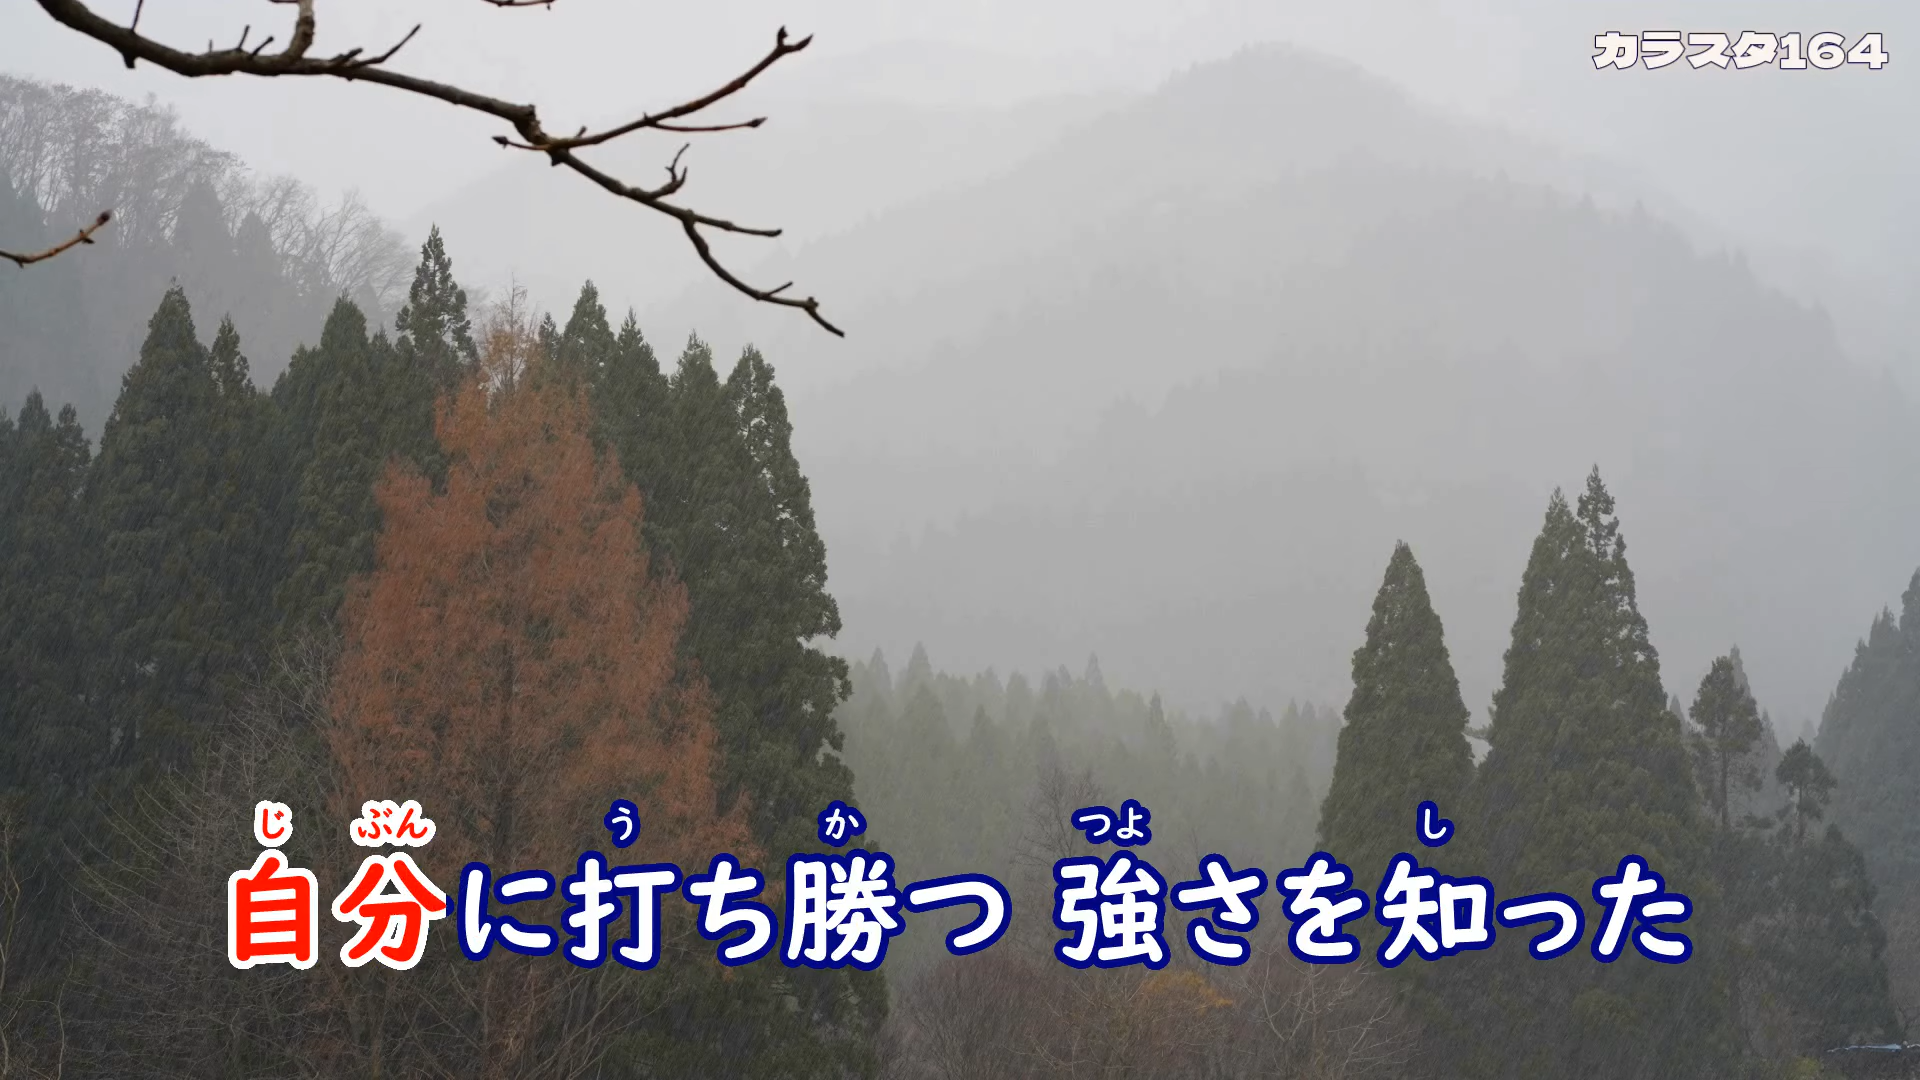 カラスタ164
じ ぶん う か つよ し
自分に打ち勝つ 強さを知った